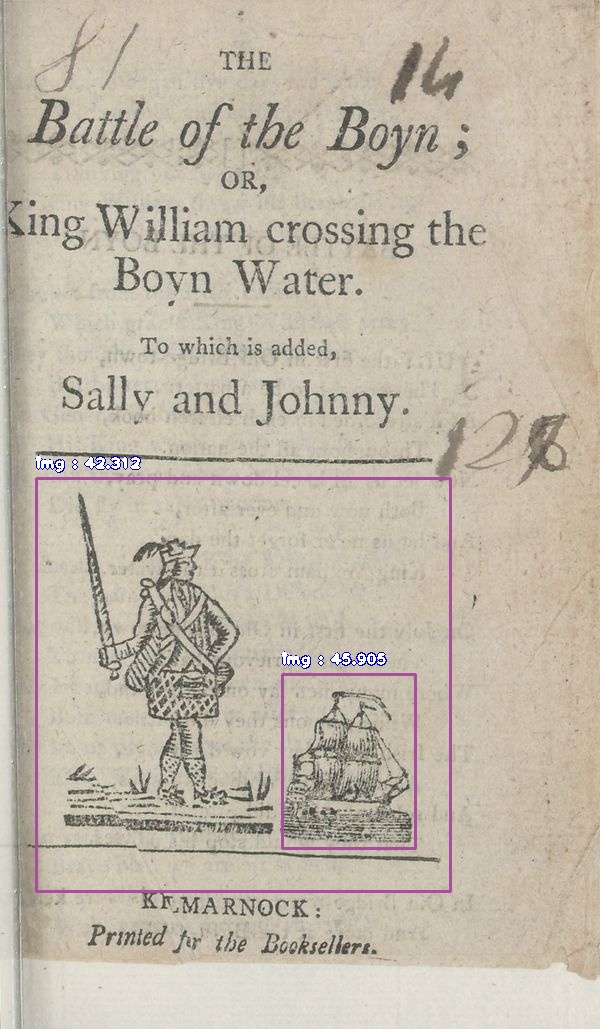 81
14
THE
Battle of the Boyn;
OR,
King William crossing the
Boyn Water.
To which is added,
Sally and Johnny.
128
img : 42.312
img : 45.905
KILMARNOCK:
Printed for the Booksellers.